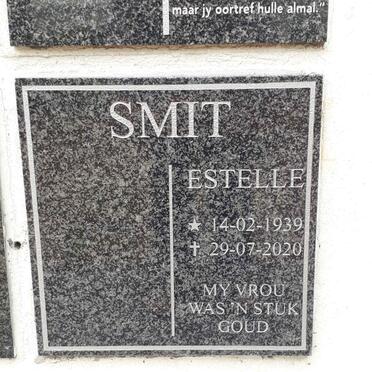 maar jy oortref hulle almal."
SMIT
ESTELLE
★ 14-02-1939
✝ 29-07-2020
MY VROU
WAS 'N STUK
GOUD